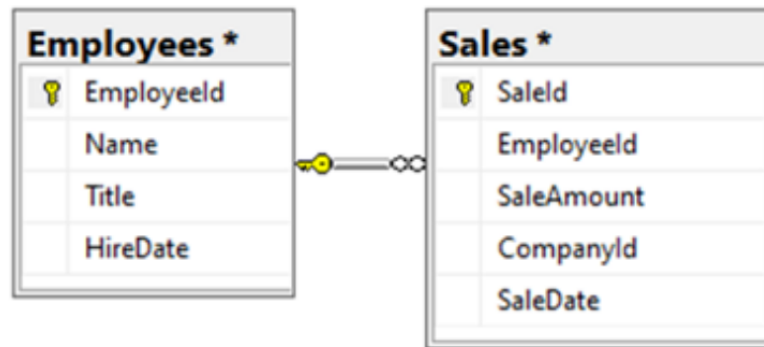 Employees *
EmployeeId
Name
Title
HireDate
Sales *
SaleId
EmployeeId
SaleAmount
CompanyId
SaleDate